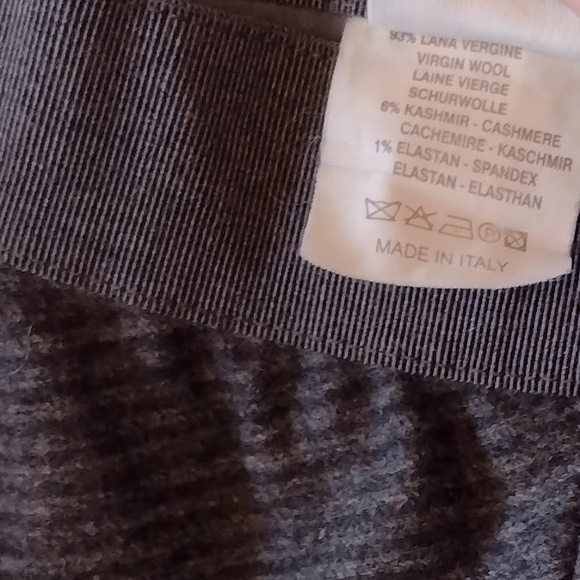 93% LANA VERGINE
VIRGIN WOOL
LAINE VIERGE
SCHURWOLLE
6% KASHMIR - CASHMERE
CACHEMIRE - KASCHMIR
1% ELASTAN - SPANDEX
ELASTAN - ELASTHAN
P
MADE IN ITALY